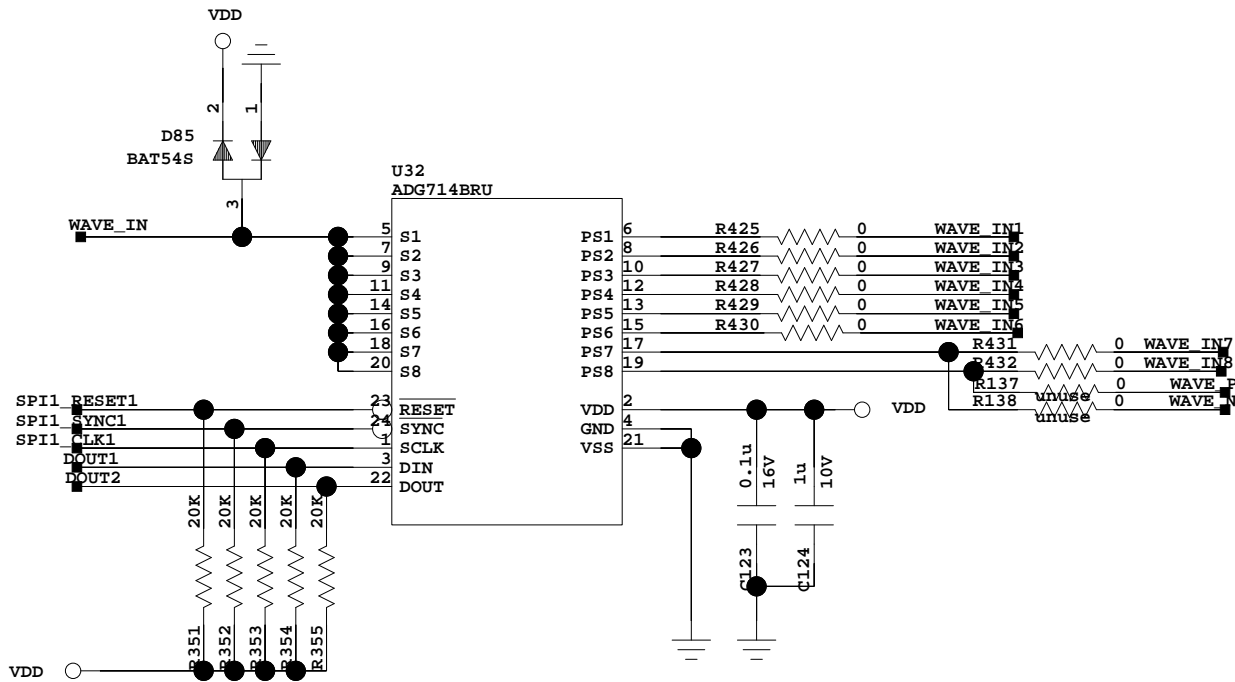 VDD
2
1
D85
BAT54S
3
U32
ADG714BRU
WAVE_IN
5 S1 PS1 6 R425 0 WAVE_IN1
7 S2 PS2 8 R426 0 WAVE_IN2
9 S3 PS3 10 R427 0 WAVE_IN3
11 S4 PS4 12 R428 0 WAVE_IN4
14 S5 PS5 13 R429 0 WAVE_IN5
16 S6 PS6 15 R430 0 WAVE_IN6
18 S7 PS7 17 R431 0 WAVE_IN7
20 S8 PS8 19 R432 0 WAVE_IN8
R137 0
unuse
R138 0
unuse
SPI1_RESET1 23 RESET VDD 2 VDD
SPI1_SYNC1 24 SYNC GND 4
SPI1_CLK1 1 SCLK VSS 21
DOUT1 3 DIN
DOUT2 22 DOUT
20K
20K
20K
20K
20K
0.1u
16V
1u
10V
C123
C124
R351
R352
R353
R354
R355
VDD